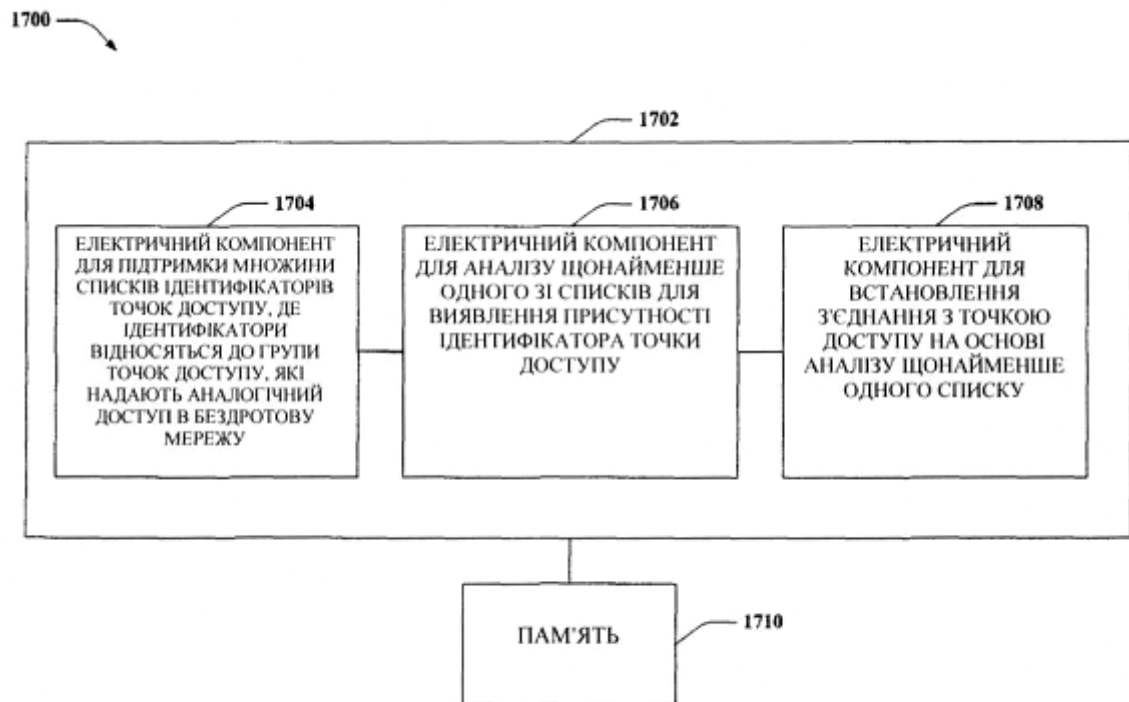 1700
1702
1704
1706
1708
ЕЛЕКТРИЧНИЙ КОМПОНЕНТ
ДЛЯ ПІДТРИМКИ МНОЖИНИ
СПИСКІВ ІДЕНТИФІКАТОРІВ
ТОЧОК ДОСТУПУ, ДЕ
ІДЕНТИФІКАТОРИ
ВІДНОСЯТЬСЯ ДО ГРУПИ
ТОЧОК ДОСТУПУ, ЯКІ
НАДАЮТЬ АНАЛОГІЧНИЙ
ДОСТУП В БЕЗДРОТОВУ
МЕРЕЖУ
ЕЛЕКТРИЧНИЙ КОМПОНЕНТ
ДЛЯ АНАЛІЗУ ЩОНАЙМЕНШЕ
ОДНОГО ЗІ СПИСКІВ ДЛЯ
ВИЯВЛЕННЯ ПРИСУТНОСТІ
ІДЕНТИФІКАТОРА ТОЧКИ
ДОСТУПУ
ЕЛЕКТРИЧНИЙ
КОМПОНЕНТ ДЛЯ
ВСТАНОВЛЕННЯ
З'ЄДНАННЯ З ТОЧКОЮ
ДОСТУПУ НА ОСНОВІ
АНАЛІЗУ ЩОНАЙМЕНШЕ
ОДНОГО СПИСКУ
ПАМ'ЯТЬ
1710